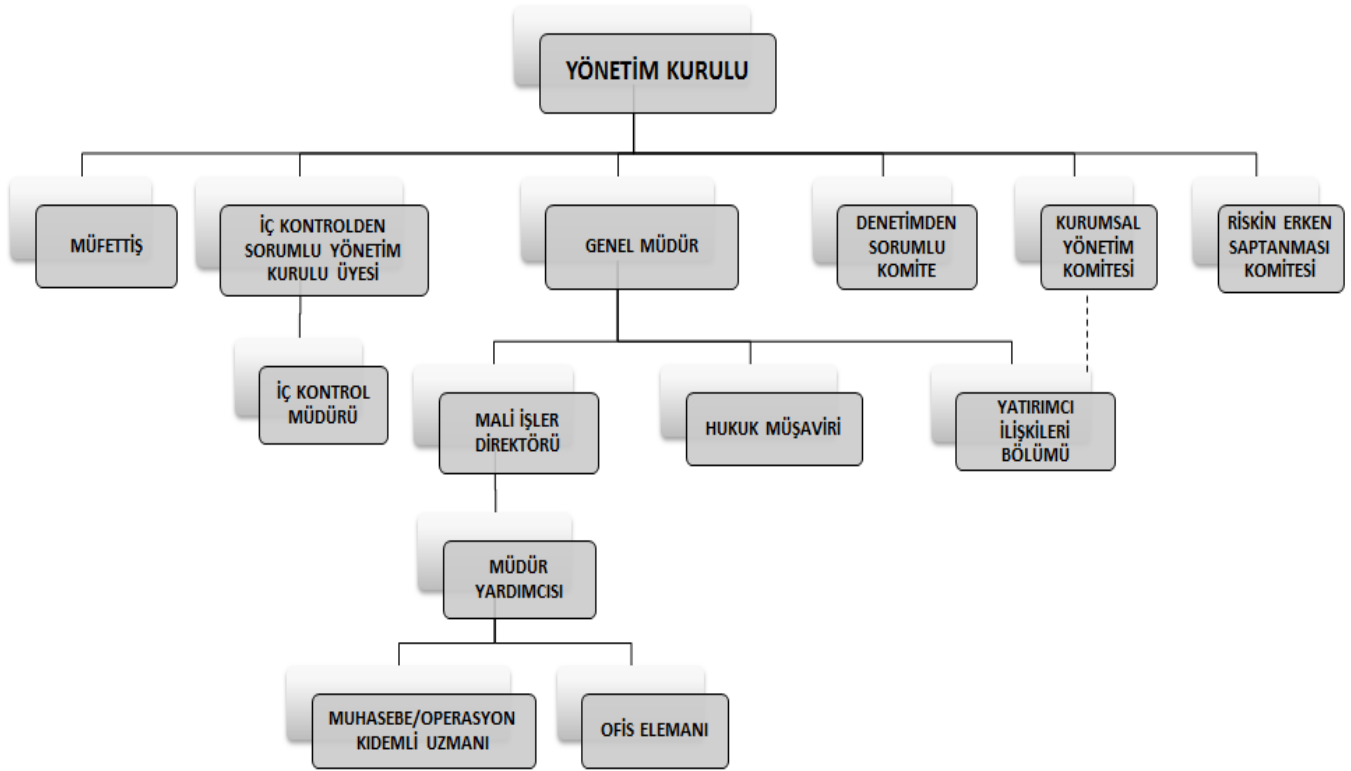 YÖNETİM KURULU
MÜFETTİŞ
İÇ KONTROLDEN
SORUMLU YÖNETİM
KURULU ÜYESİ
GENEL MÜDÜR
DENETİMDEN
SORUMLU
KOMİTE
KURUMSAL
YÖNETİM
KOMİTESİ
RİSKİN ERKEN
SAPTANMASI
KOMİTESİ
İÇ KONTROL
MÜDÜRÜ
MALİ İŞLER
DİREKTÖRÜ
HUKUK MÜŞAVİRİ
YATIRIMCI
İLİŞKİLERİ
BÖLÜMÜ
MÜDÜR
YARDIMCISI
MUHASEBE/OPERASYON
KIDEMLİ UZMANI
OFİS ELEMANI